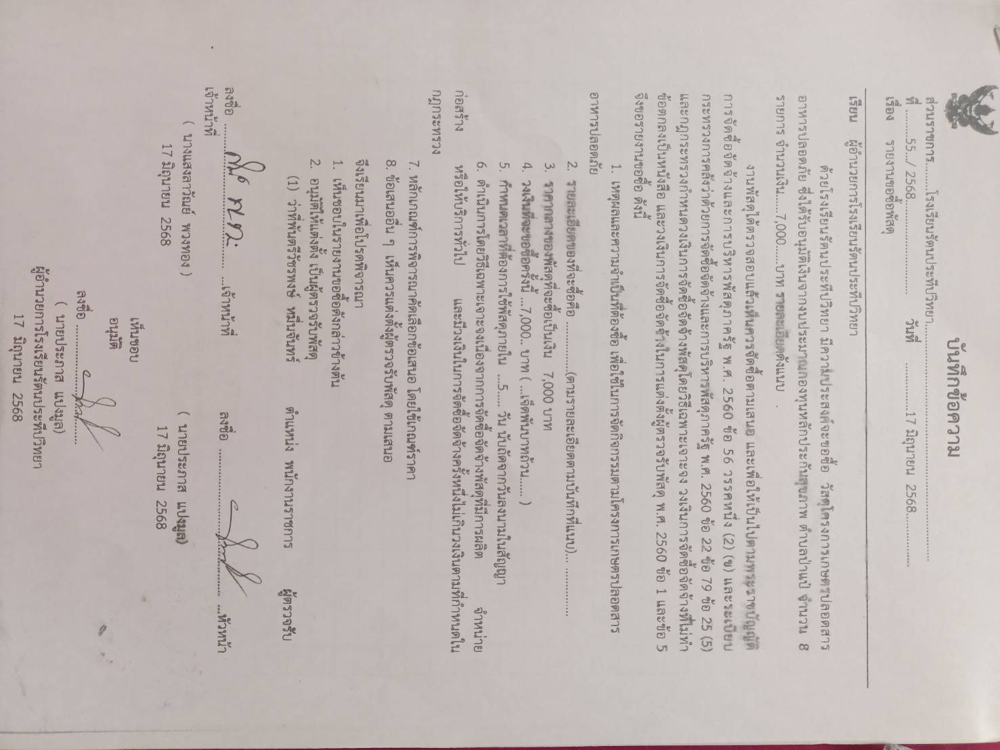 บันทึกข้อความ
ส่วนราชการ.........โรงเรียนรัตนประทีปวิทยา.................................................................
ที่ .........55.../ 2568............................. วันที่ .............17 มิถุนายน 2568...............
เรื่อง รายงานขอซื้อพัสดุ
เรียน ผู้อำนวยการโรงเรียนรัตนประทีปวิทยา
ด้วยโรงเรียนรัตนประทีปวิทยา มีความประสงค์จะขอซื้อ วัสดุโครงการเกษตรปลอดสาร
อาหารปลอดภัย ซึ่งได้รับอนุมัติเงินจากงบประมาณกองทุนหลักประกันสุขภาพ ตำบลป่าแป๋ จำนวน 8
รายการ จำนวนเงิน.....7,000......บาท รายละเอียดดังแนบ .
งานพัสดุได้ตรวจสอบแล้วเห็นควรจัดซื้อตามเสนอ และเพื่อให้เป็นไปตามพระราชบัญญัติ
การจัดซื้อจัดจ้างและการบริหารพัสดุภาครัฐ พ.ศ. 2560 ข้อ 56 วรรคหนึ่ง (2) (ข) และระเบียบ
กระทรวงการคลังว่าด้วยการจัดซื้อจัดจ้างและการบริหารพัสดุภาครัฐ พ.ศ. 2560 ข้อ 22 ข้อ 79 ข้อ 25 (5)
และกฎกระทรวงกำหนดวงเงินการจัดซื้อจัดจ้างพัสดุโดยวิธีเฉพาะเจาะจง วงเงินการจัดซื้อจัดจ้างที่ไม่ทำ
ข้อตกลงเป็นหนังสือ และวงเงินการจัดซื้อจัดจ้างในการแต่งตั้งผู้ตรวจรับพัสดุ พ.ศ. 2560 ข้อ 1 และข้อ 5
จึงขอรายงานขอซื้อ ดังนี้
1. เหตุผลและความจำเป็นที่ต้องซื้อ เพื่อใช้ในการจัดกิจกรรมตามโครงการเกษตรปลอดสาร
อาหารปลอดภัย
2. รายละเอียดของที่จะซื้อคือ ..............(ตามรายละเอียดตามบันทึกที่แนบ)... ..............
3. ราคากลางของพัสดุที่จะซื้อเป็นเงิน 7,000 บาท
4. วงเงินที่จะขอซื้อครั้งนี้ ...7,000.. บาท ( ...เจ็ดพันบาทถ้วน...... )
5. กำหนดเวลาที่ต้องการใช้พัสดุภายใน ...5..... วัน นับถัดจากวันลงนามในสัญญา
6. ดำเนินการโดยวิธีเฉพาะเจาะจงเนื่องจากการจัดซื้อจัดจ้างพัสดุที่มีการผลิต จำหน่าย
ก่อสร้าง หรือให้บริการทั่วไป และมีวงเงินในการจัดซื้อจัดจ้างครั้งหนึ่งไม่เกินวงเงินตามที่กำหนดใน
กฎกระทรวง
7. หลักเกณฑ์การพิจารณาคัดเลือกข้อเสนอ โดยใช้เกณฑ์ราคา
8. ข้อเสนออื่น ๆ เห็นควรแต่งตั้งผู้ตรวจรับพัสดุ ตามเสนอ
จึงเรียนมาเพื่อโปรดพิจารณา
1. เห็นชอบในรายงานขอซื้อดังกล่าวข้างต้น
2. อนุมัติให้แต่งตั้ง เป็นผู้ตรวจรับพัสดุ
(1) ว่าที่พันตรีวัชรพงษ์ หมื่นจันทร์ ตำแหน่ง พนักงานราชการ ผู้ตรวจรับ
ลงชื่อ .................................. ...เจ้าหน้าที่ ลงชื่อ .................................. ...หัวหน้า
เจ้าหน้าที่
( นางแสงลาวัณย์ พวงทอง ) ( นายประภาส แปงมูล)
17 มิถุนายน 2568 17 มิถุนายน 2568
เห็นชอบ
อนุมัติ
ลงชื่อ ..............................
( นายประภาส แปงมูล)
ผู้อำนวยการโรงเรียนรัตนประทีปวิทยา
17 มิถุนายน 2568